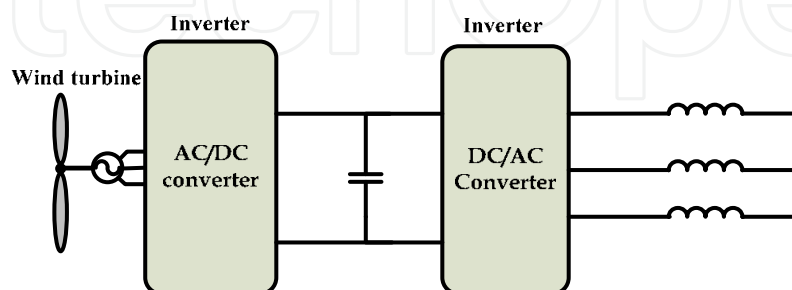 Inverter
Inverter
Wind turbine
AC/DC
converter
DC/AC
Converter